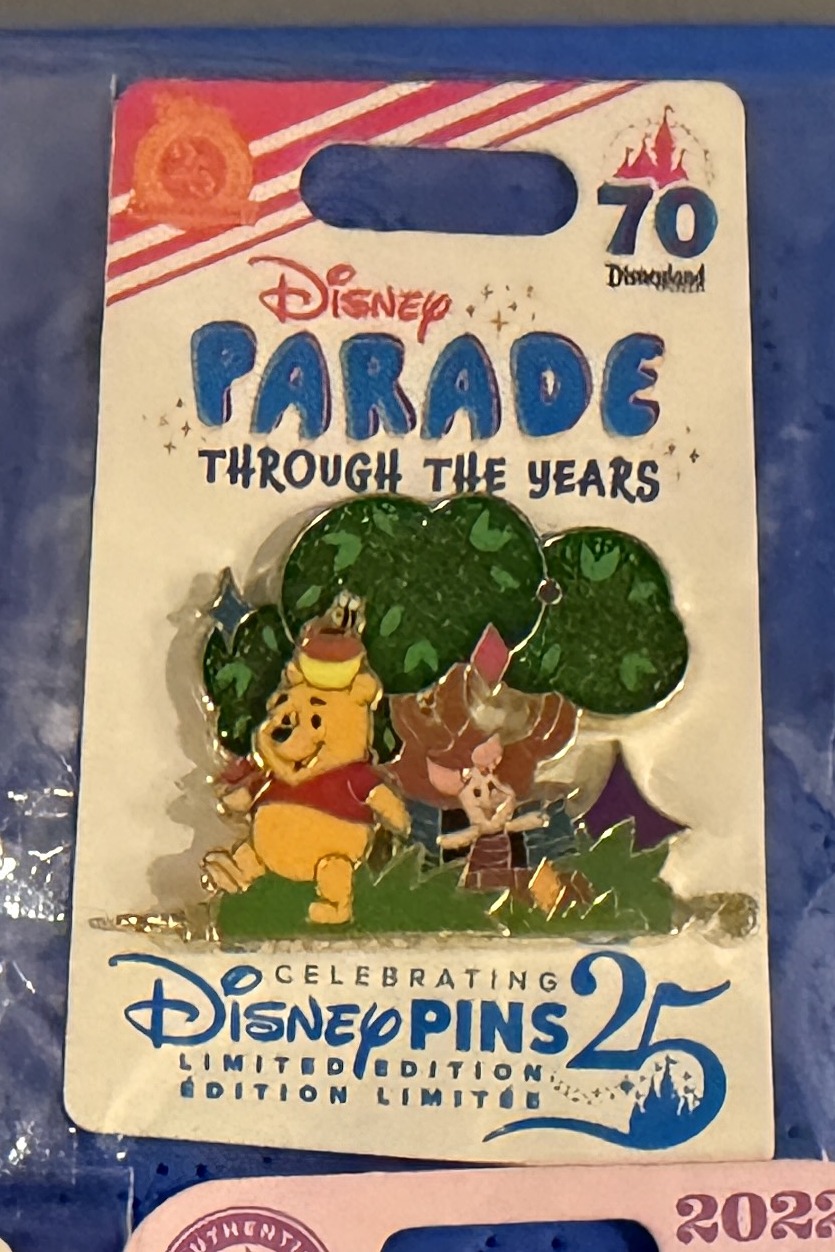 70
Disneyland
DISNEY
PARADE
THROUGH THE YEARS
CELEBRATING
DISNEY PINS 25
LIMITED EDITION
ÉDITION LIMITÉE
2022